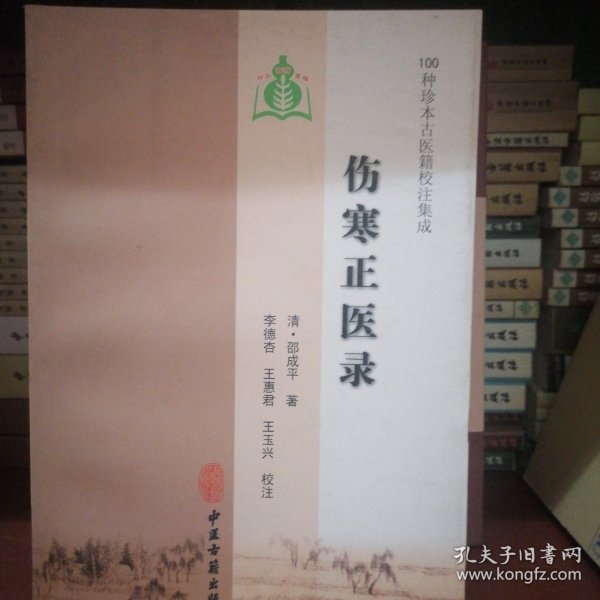 100种珍本古医籍校注集成
伤寒正医录
清·邵成平 著
李德杏 王惠君 王玉兴 校注
中医古籍出版
孔夫子旧书网
www.kongfz.com